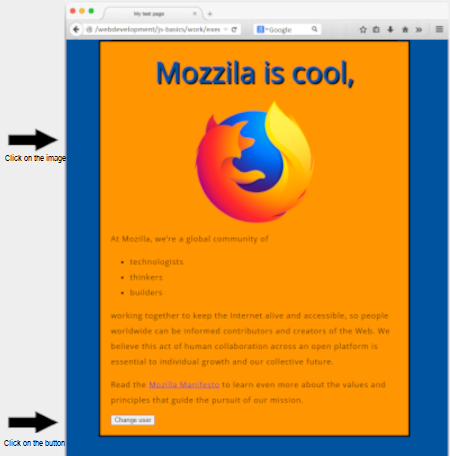 My test page
/webdevelopment/js-basics/work/exer
Google
Mozzila is cool,
Click on the image
At Mozilla, we're a global community of
technologists
thinkers
builders
working together to keep the Internet alive and accessible, so people
worldwide can be informed contributors and creators of the Web. We
believe this act of human collaboration across an open platform is
essential to individual growth and our collective future.
Read the Mozilla Manifesto to learn even more about the values and
principles that guide the pursuit of our mission.
Change user
Click on the button